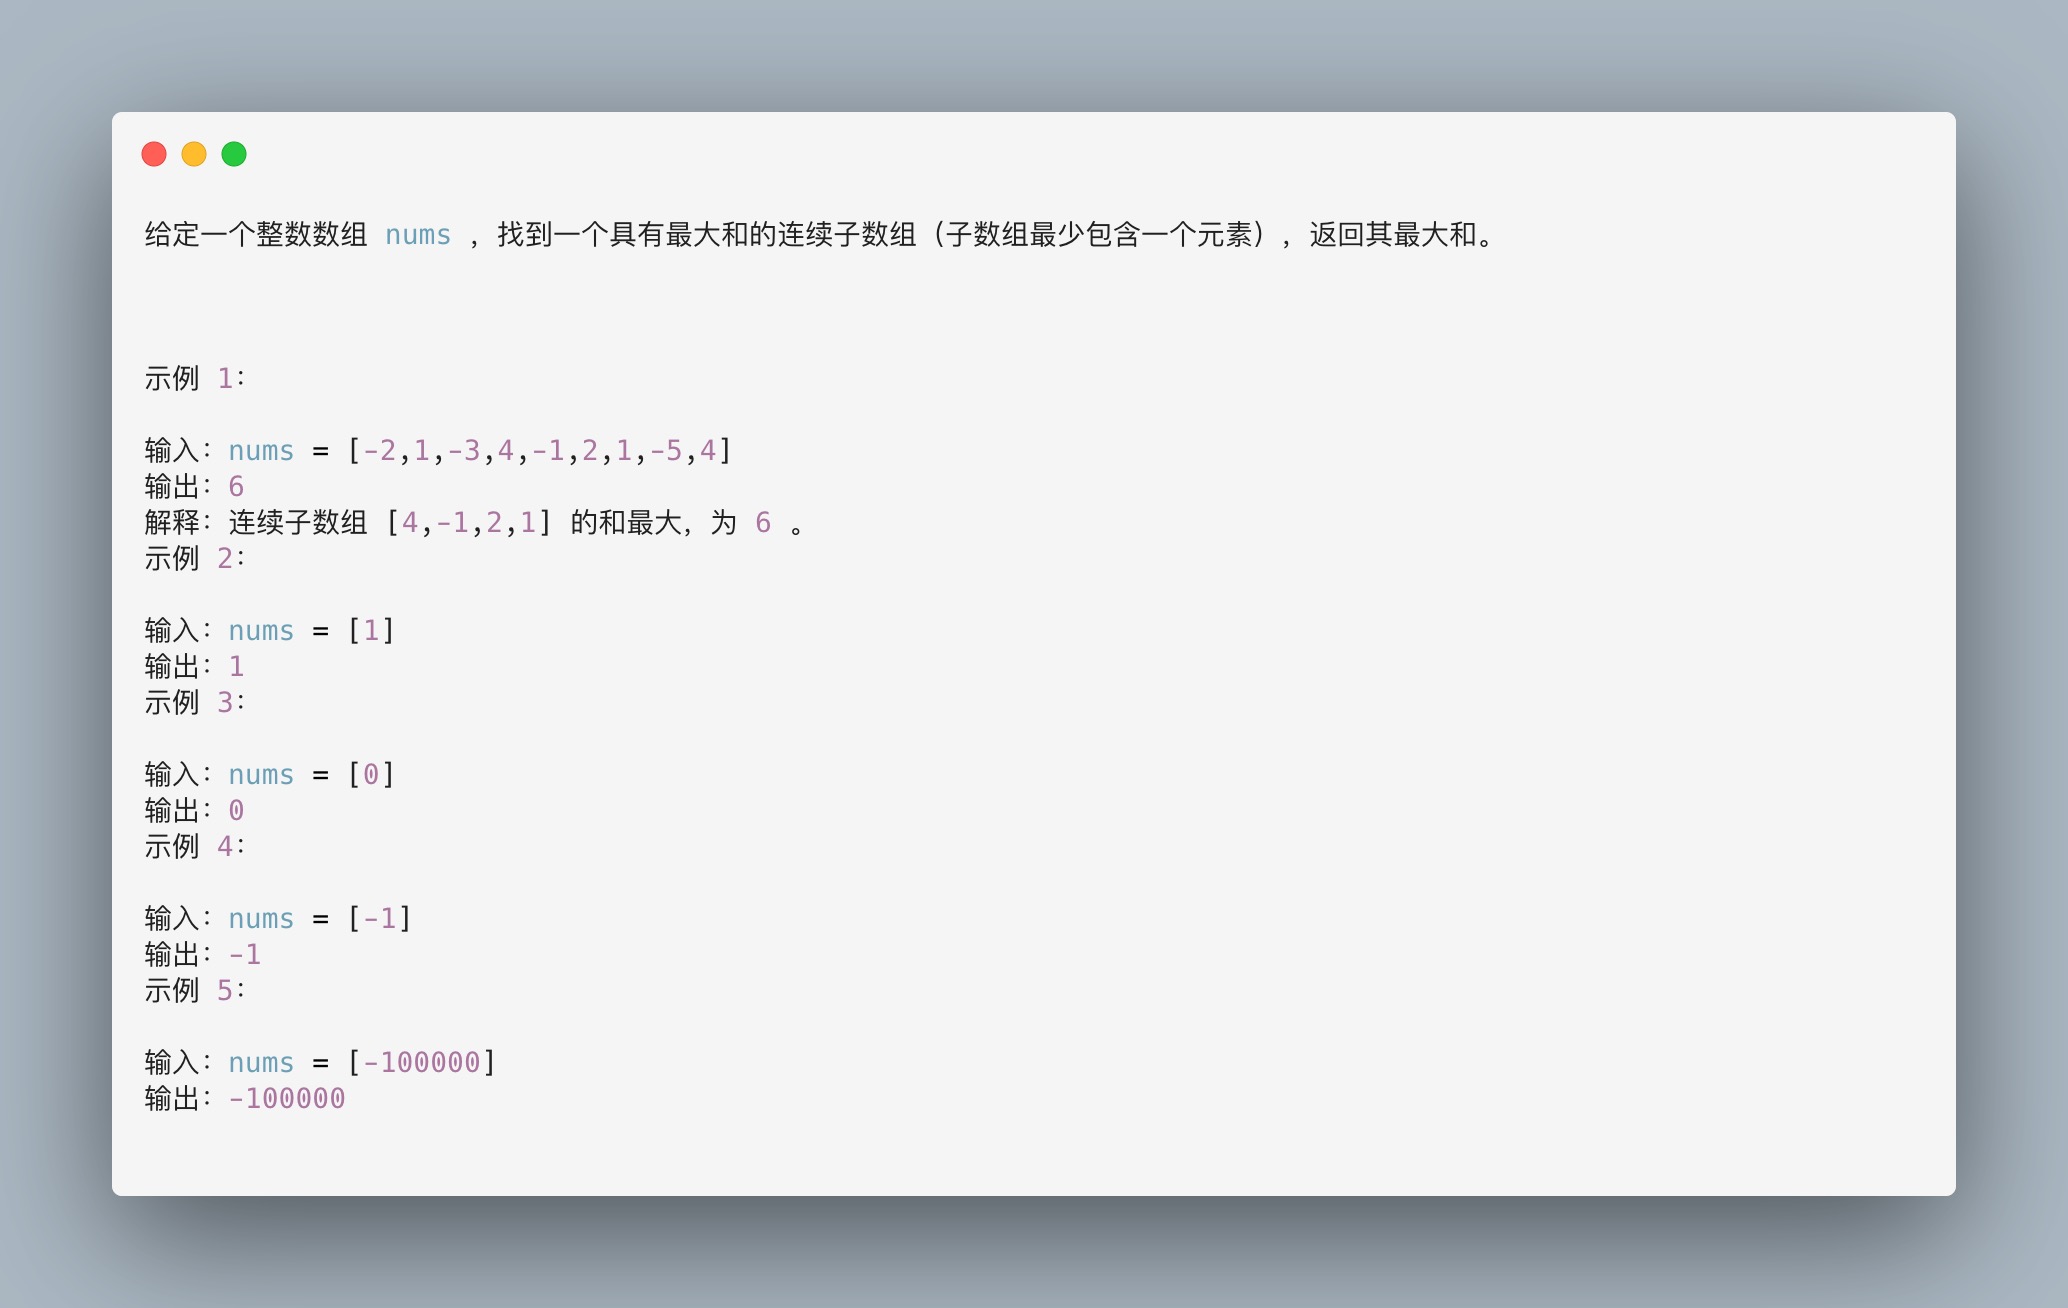 给定一个整数数组 nums ，找到一个具有最大和的连续子数组（子数组最少包含一个元素），返回其最大和。
示例 1：
输入：nums = [-2,1,-3,4,-1,2,1,-5,4]
输出：6
解释：连续子数组 [4,-1,2,1] 的和最大，为 6 。
示例 2：
输入：nums = [1]
输出：1
示例 3：
输入：nums = [0]
输出：0
示例 4：
输入：nums = [-1]
输出：-1
示例 5：
输入：nums = [-100000]
输出：-100000